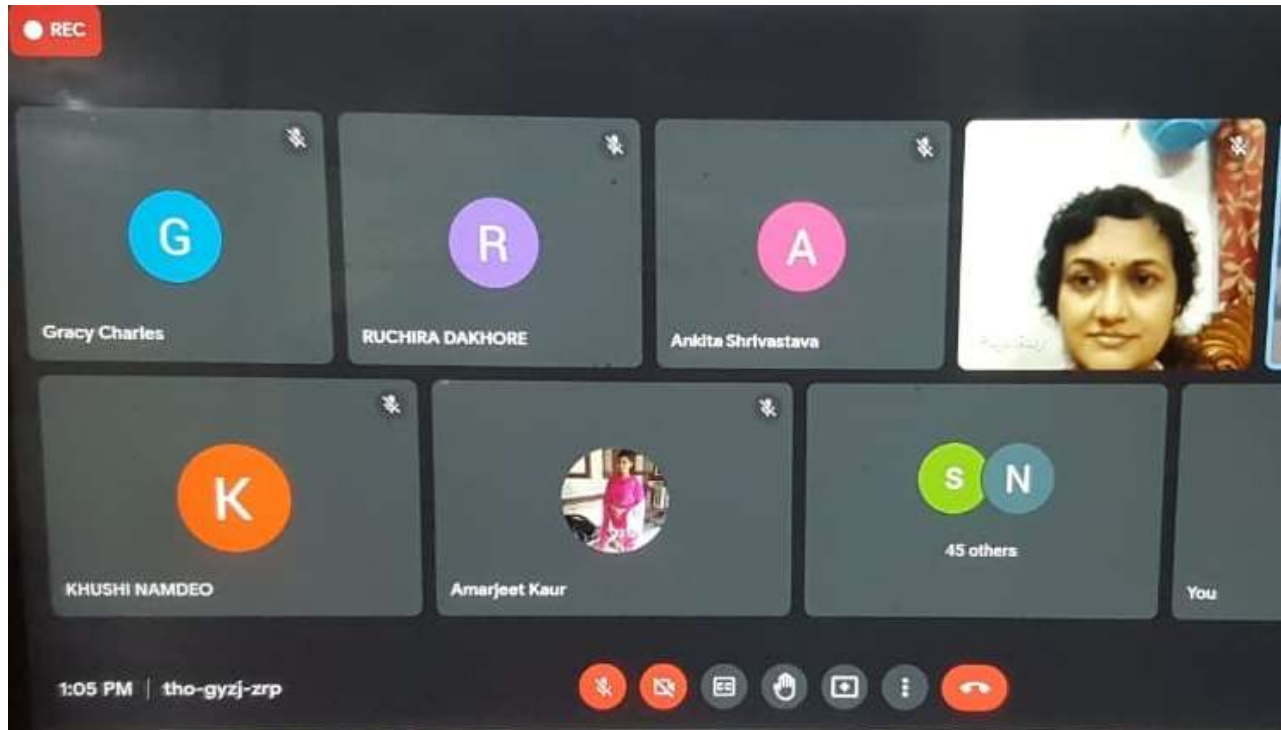 REC
G
Gracy Charles
R
RUCHIRA DAKHORE
A
Ankita Shrivastava
K
KHUSHI NAMDEO
Amarjeet Kaur
S N
45 others
You
1:05 PM | tho-gyzj-zrp
CC